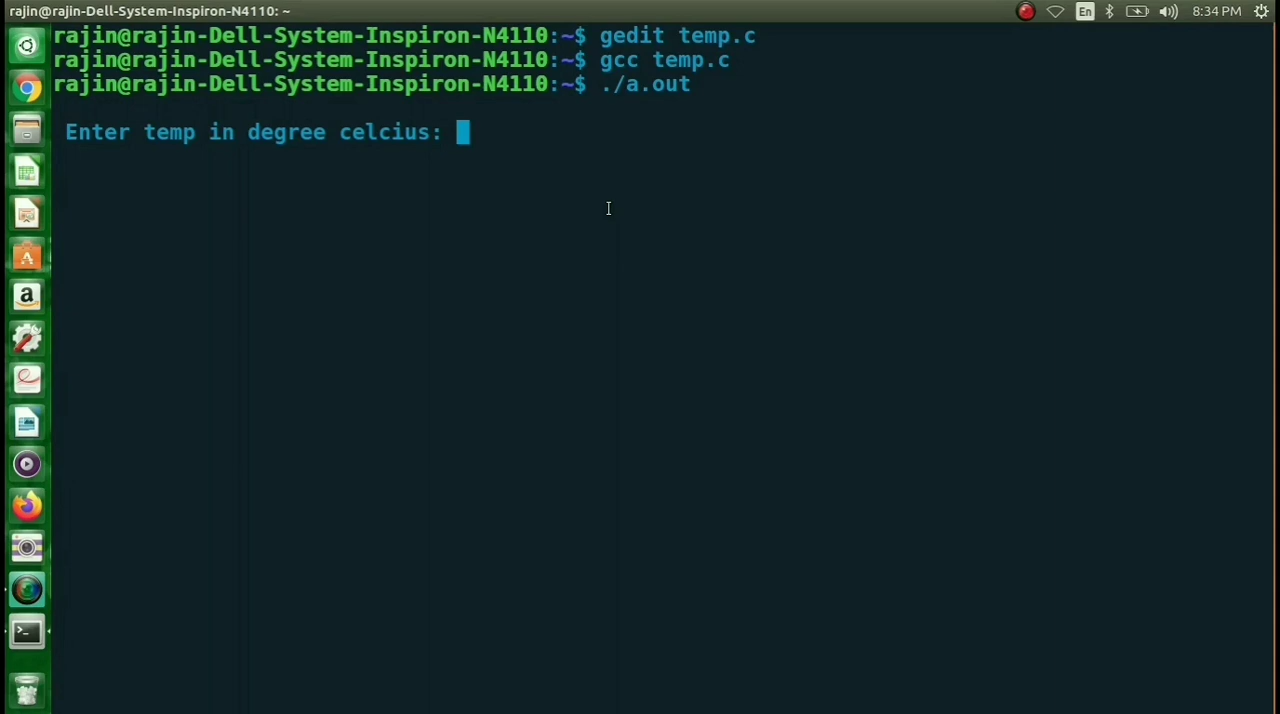 rajin@rajin-Dell-System-Inspiron-N4110: ~
En
8:34 PM
rajin@rajin-Dell-System-Inspiron-N4110:~$ gedit temp.c
rajin@rajin-Dell-System-Inspiron-N4110:~$ gcc temp.c
rajin@rajin-Dell-System-Inspiron-N4110:~$ ./a.out
Enter temp in degree celcius: